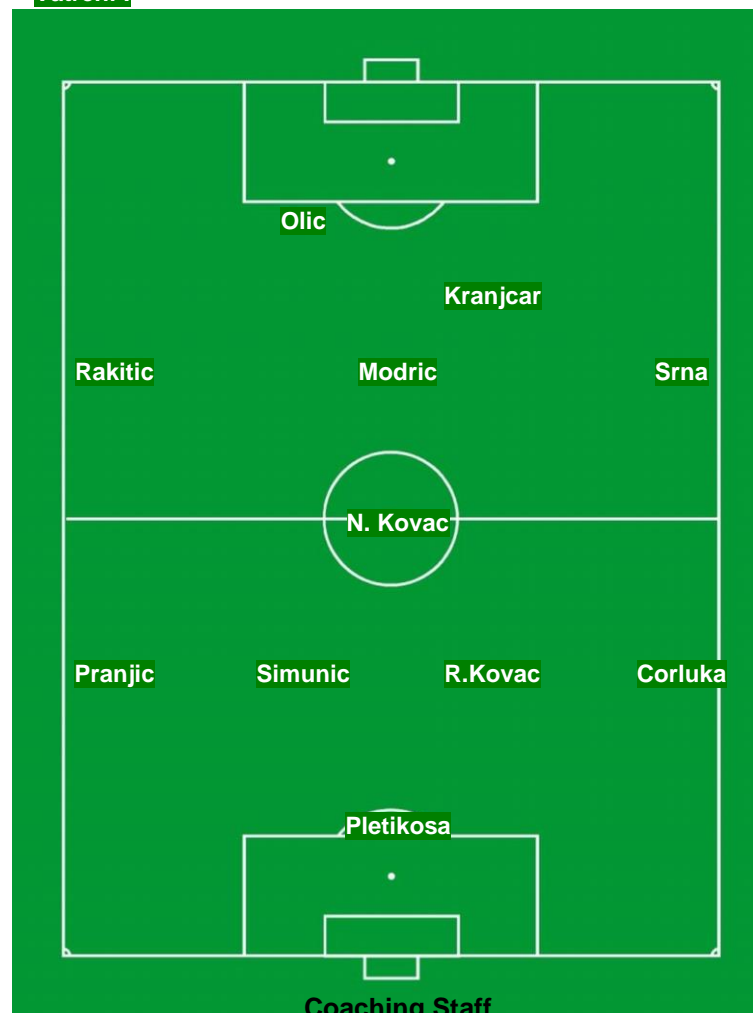 Olic
Kranjcar
Rakitic Modric Srna
N. Kovac
Pranjic Simunic R.Kovac Corluka
Pletikosa
Coaching Staff